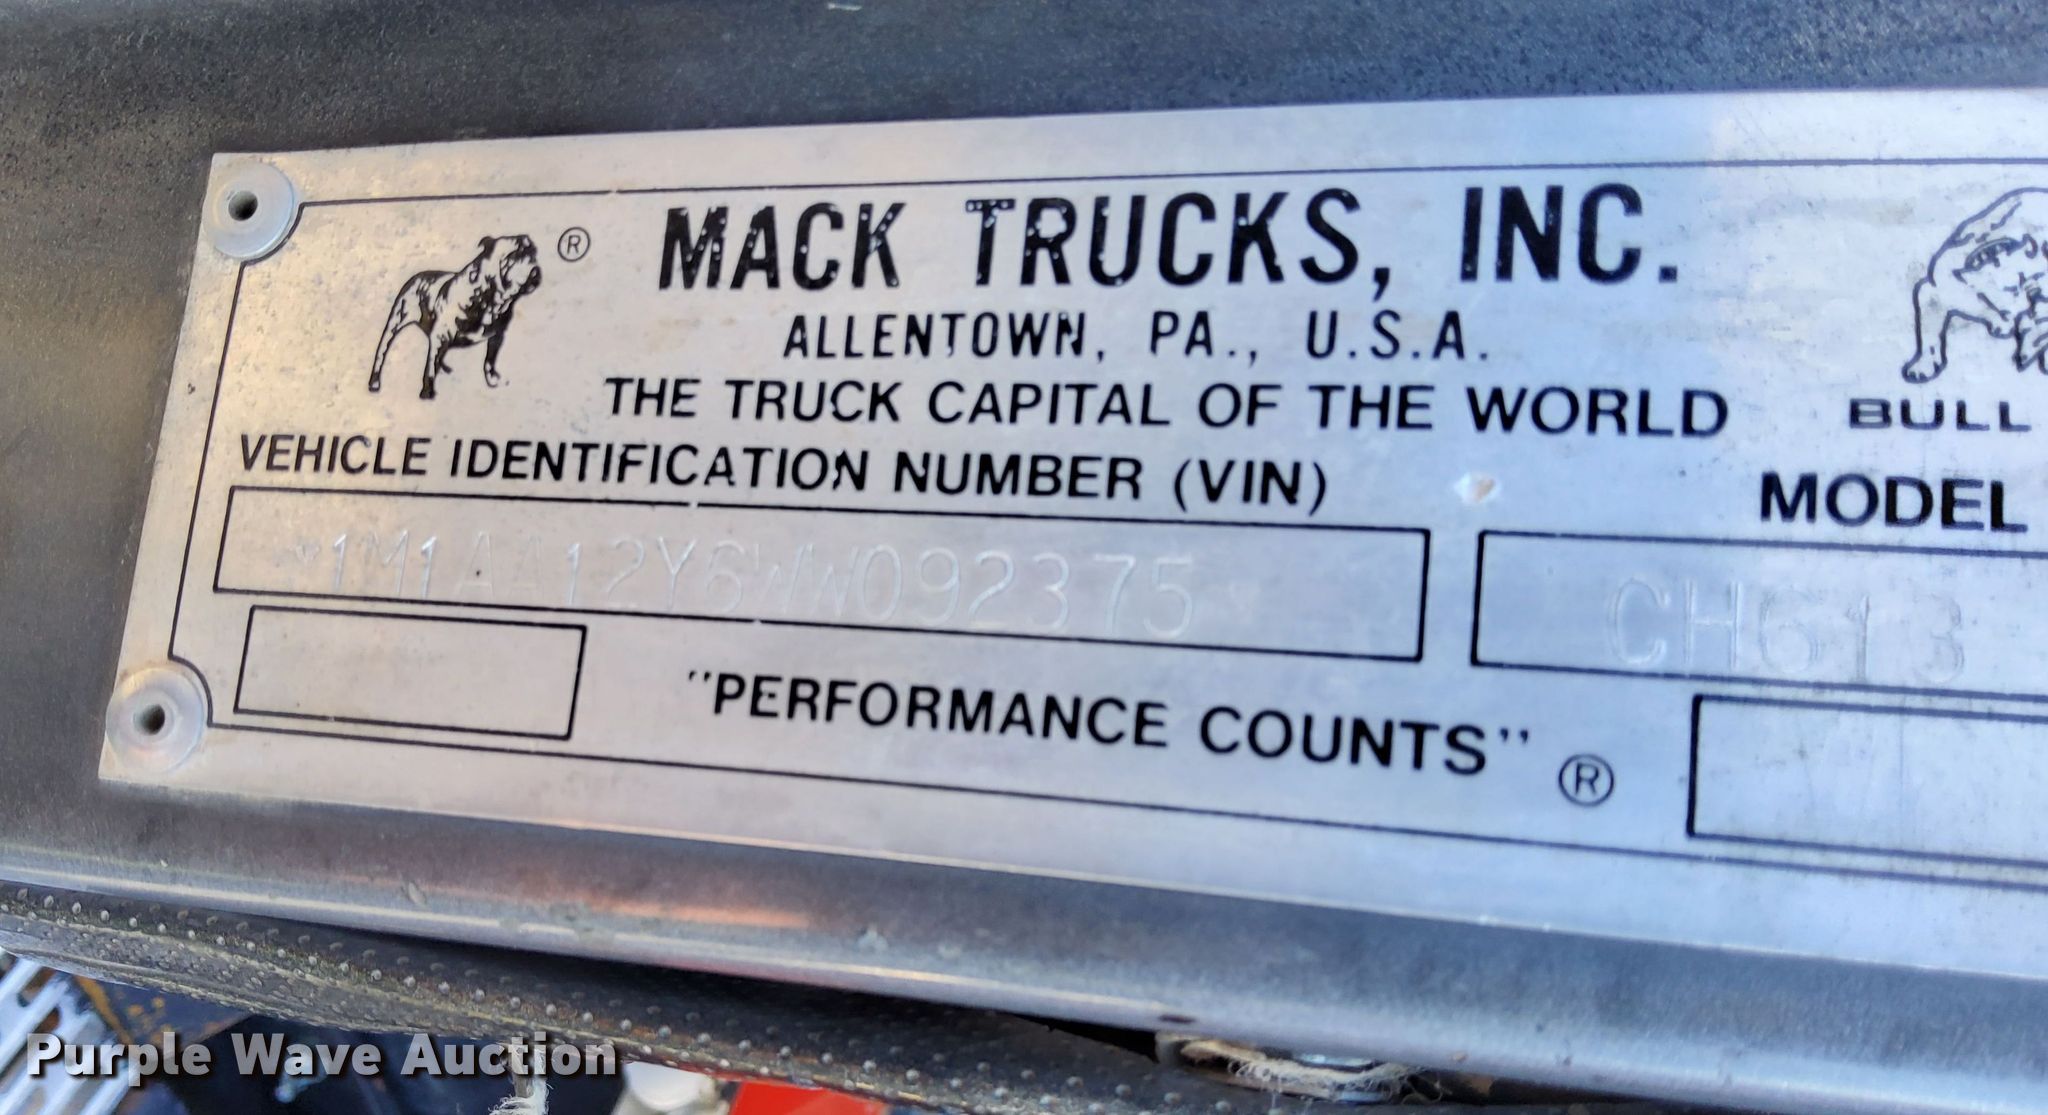 ® MACK TRUCKS, INC.
ALLENTOWN, PA., U.S.A.
THE TRUCK CAPITAL OF THE WORLD
BULL
VEHICLE IDENTIFICATION NUMBER (VIN)
MODEL
*1M1AA12Y6WW092375
CH613
"PERFORMANCE COUNTS" ®
Purple Wave Auction